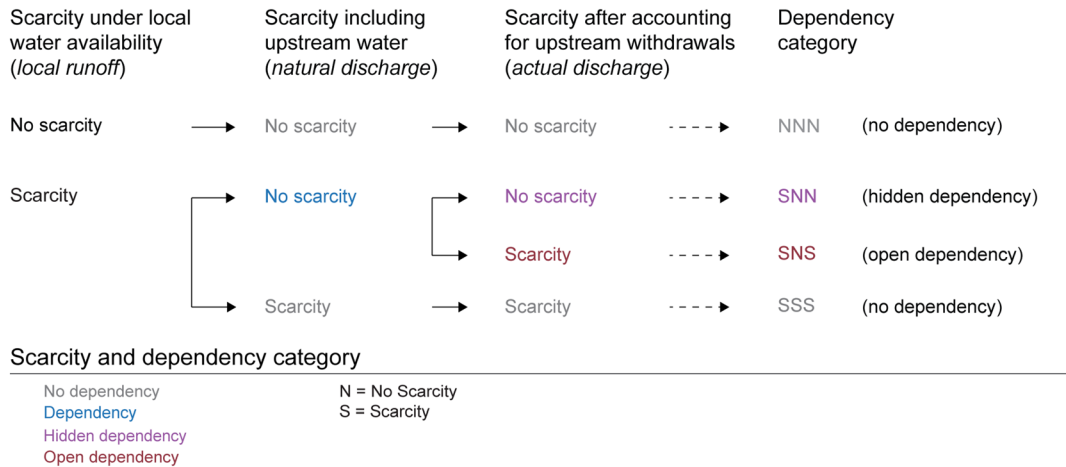 Scarcity under local water availability (local runoff)
Scarcity including upstream water (natural discharge)
Scarcity after accounting for upstream withdrawals (actual discharge)
Dependency category
No scarcity No scarcity No scarcity NNN (no dependency)
Scarcity No scarcity No scarcity SNN (hidden dependency)
Scarcity SNS (open dependency)
Scarcity Scarcity SSS (no dependency)
Scarcity and dependency category
No dependency N = No Scarcity
Dependency S = Scarcity
Hidden dependency
Open dependency